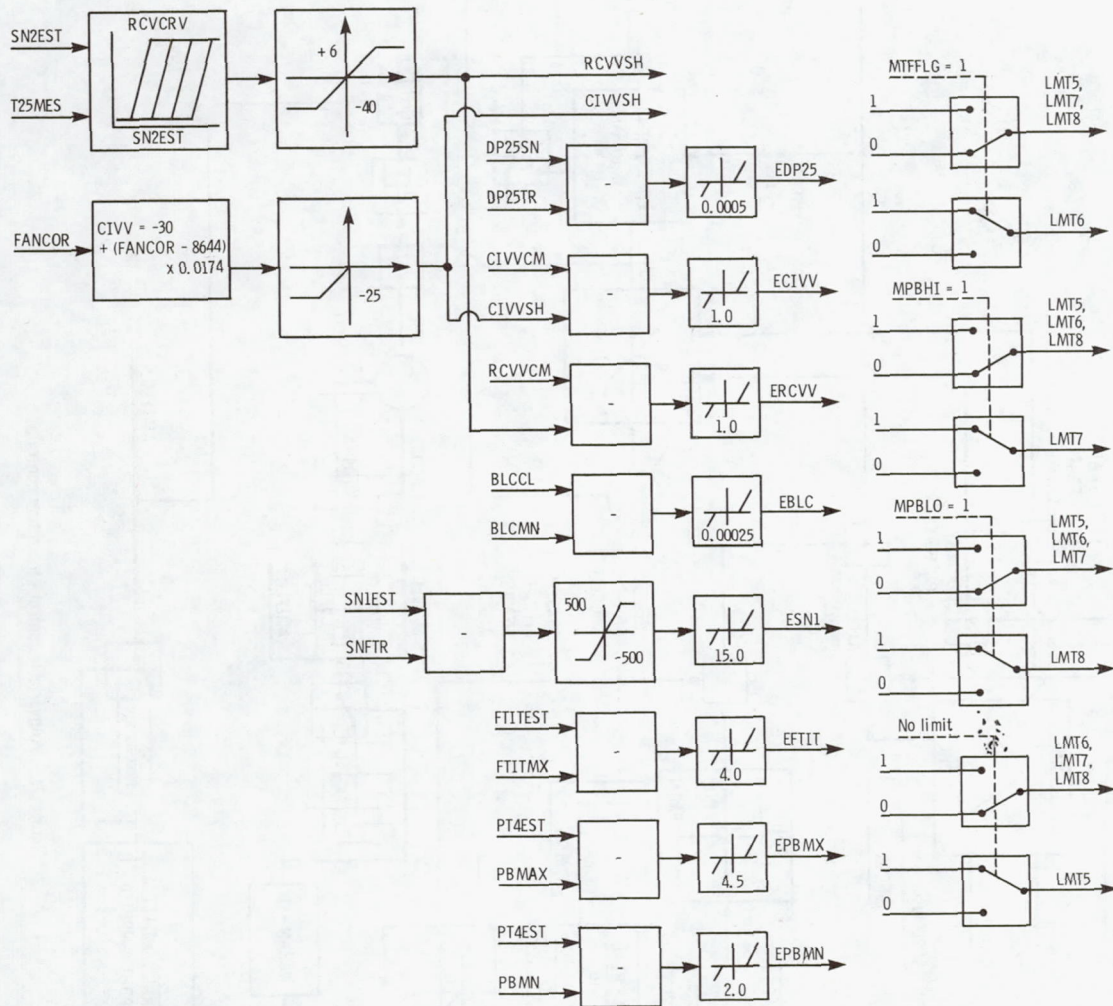 SN2EST
RCVCRV
T25MES
SN2EST
+ 6
-40
RCVVSH
CIVVSH
FANCOR
CIVV = -30
+ (FANCOR - 8644)
x 0.0174
-25
DP25SN
DP25TR
-
0.0005
EDP25
CIVVCM
CIVVSH
-
1.0
ECIVV
RCVVCM
-
1.0
ERCVV
BLCCL
BLCMN
-
0.00025
EBLC
SN1EST
SNFTR
-
500
-500
15.0
ESN1
FTITEST
FTITMX
-
4.0
EFTIT
PT4EST
PBMAX
-
4.5
EPBMX
PT4EST
PBMN
-
2.0
EPBMN
MTFFLG = 1
1
0
LMT5,
LMT7,
LMT8
1
0
LMT6
MPBHI = 1
1
0
LMT5,
LMT6,
LMT8
1
0
LMT7
MPBLO = 1
1
0
LMT5,
LMT6,
LMT7
1
0
LMT8
No limit
1
0
LMT6,
LMT7,
LMT8
1
0
LMT5